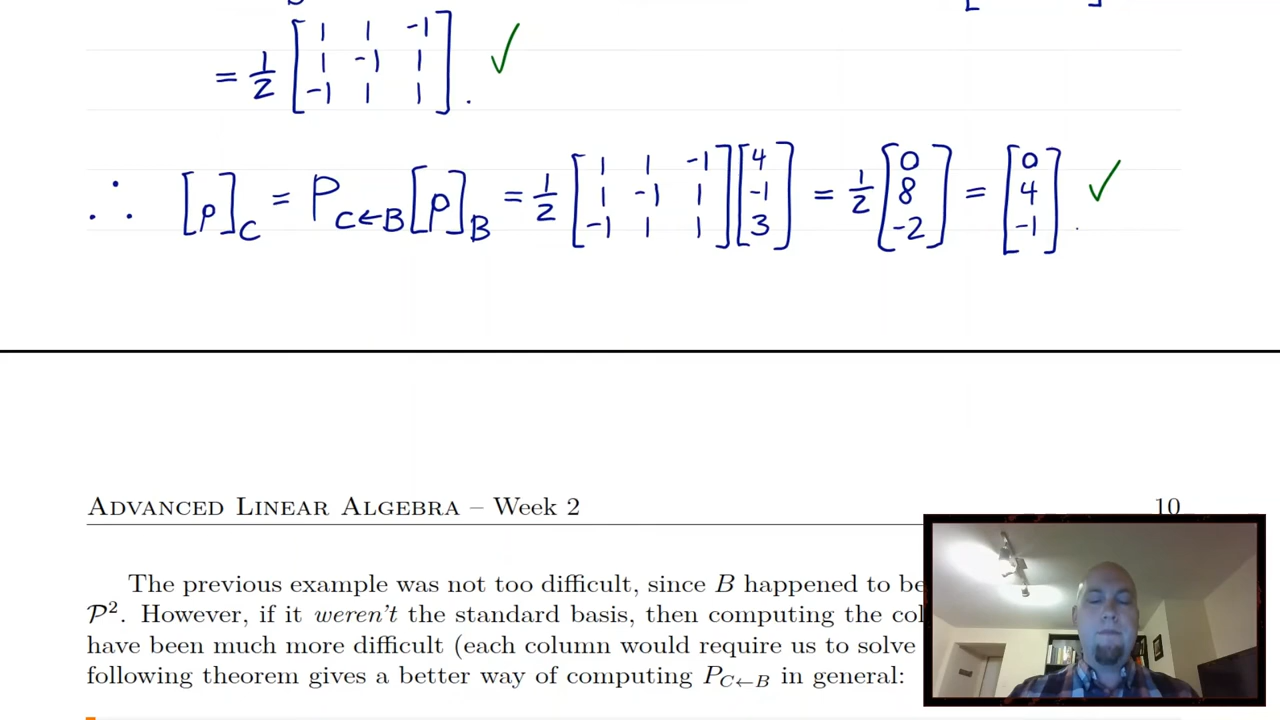 = 1/2 [1 1 -1; 1 -1 1; -1 1 1]. ✓
∴ [p]_C = P_{C←B}[p]_B = 1/2 [1 1 -1; 1 -1 1; -1 1 1][4; -1; 3] = 1/2 [0; 8; -2] = [0; 4; -1]. ✓
ADVANCED LINEAR ALGEBRA – Week 2 10
The previous example was not too difficult, since B happened to be
P². However, if it weren't the standard basis, then computing the col
have been much more difficult (each column would require us to solve
following theorem gives a better way of computing P_{C←B} in general: